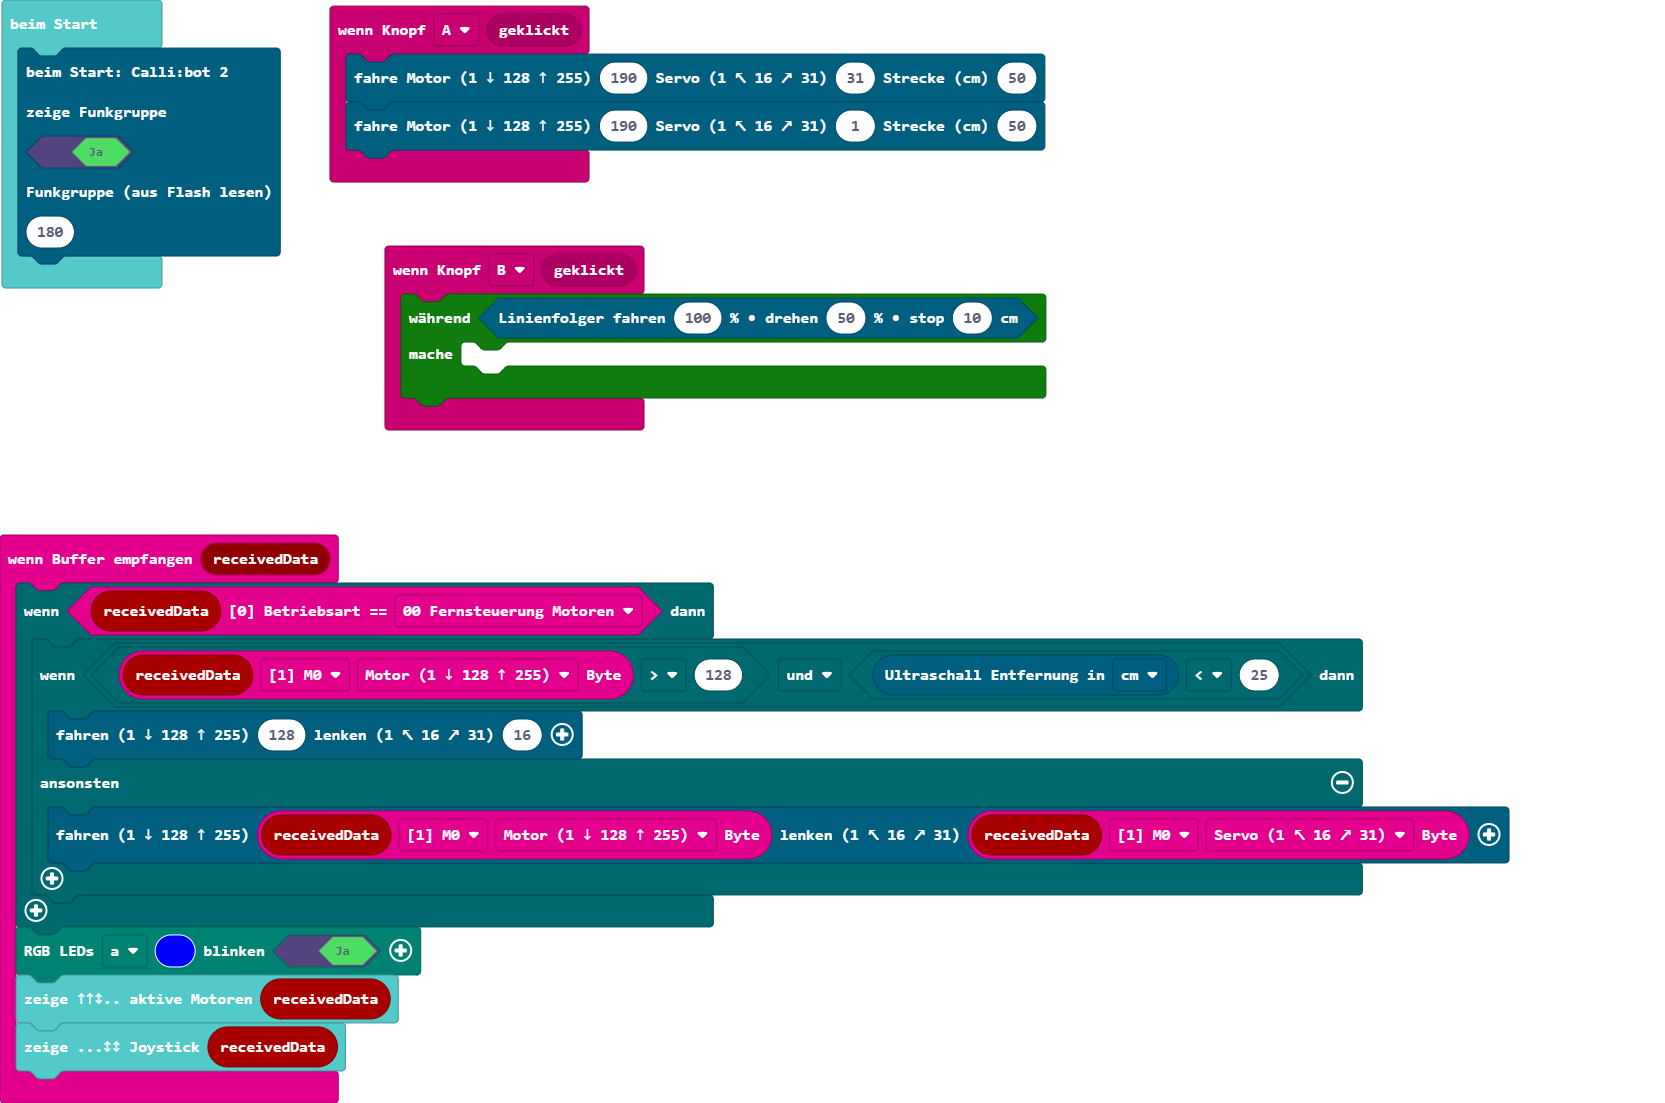 beim Start
beim Start: Calli:bot 2
zeige Funkgruppe
Ja
Funkgruppe (aus Flash lesen)
180
wenn Knopf A geklickt
fahre Motor (1 ↓ 128 ↑ 255) 190 Servo (1 ↖ 16 ↗ 31) 31 Strecke (cm) 50
fahre Motor (1 ↓ 128 ↑ 255) 190 Servo (1 ↖ 16 ↗ 31) 1 Strecke (cm) 50
wenn Knopf B geklickt
während Linienfolger fahren 100 % • drehen 50 % • stop 10 cm
mache
wenn Buffer empfangen receivedData
wenn receivedData [0] Betriebsart == 00 Fernsteuerung Motoren dann
wenn receivedData [1] M0 Motor (1 ↓ 128 ↑ 255) Byte > 128 und Ultraschall Entfernung in cm < 25 dann
fahren (1 ↓ 128 ↑ 255) 128 lenken (1 ↖ 16 ↗ 31) 16
ansonsten
fahren (1 ↓ 128 ↑ 255) receivedData [1] M0 Motor (1 ↓ 128 ↑ 255) Byte lenken (1 ↖ 16 ↗ 31) receivedData [1] M0 Servo (1 ↖ 16 ↗ 31) Byte
RGB LEDs a blinken Ja
zeige ↑↑↕.. aktive Motoren receivedData
zeige ...↕↕ Joystick receivedData